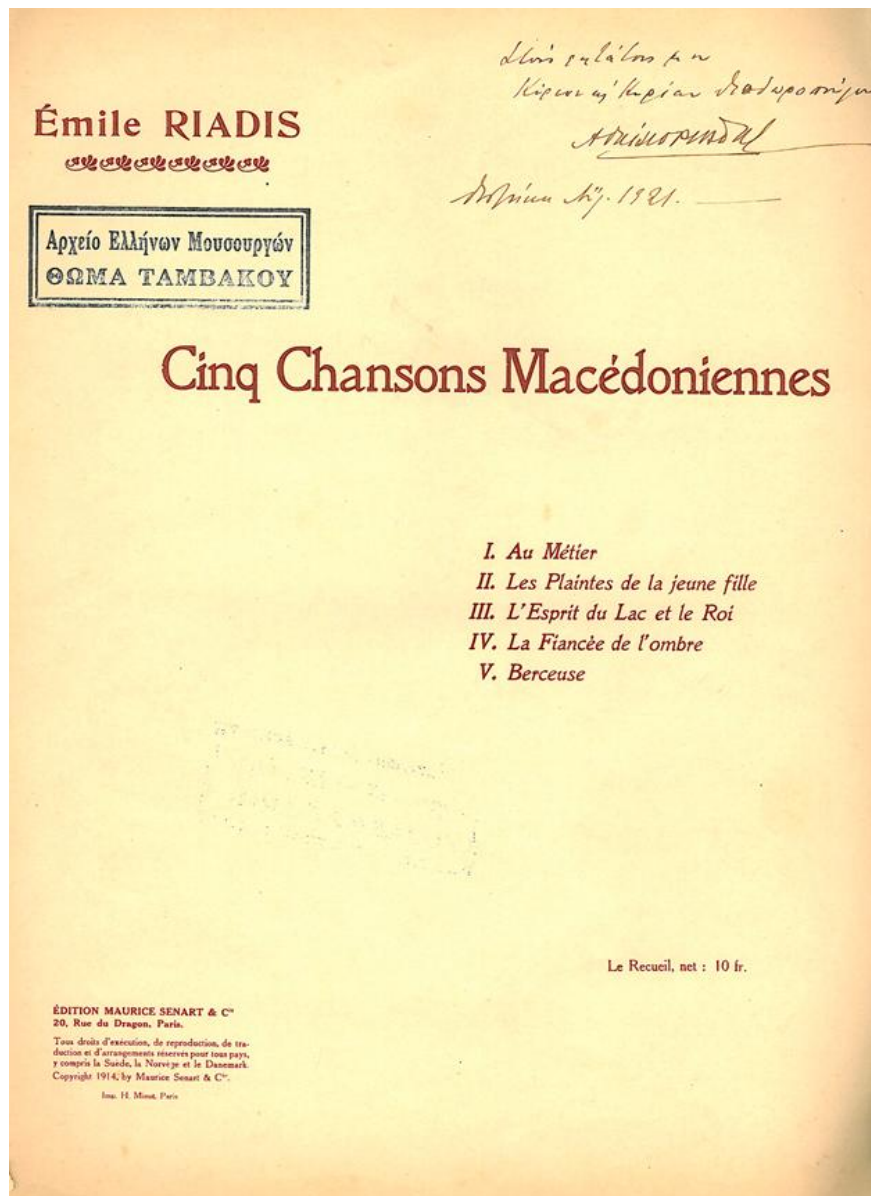 Émile RIADIS
Αρχείο Ελλήνων Μουσουργών
ΘΩΜΑ ΤΑΜΒΑΚΟΥ
1921.
Cinq Chansons Macédoniennes
I. Au Métier
II. Les Plaintes de la jeune fille
III. L'Esprit du Lac et le Roi
IV. La Fiancèe de l'ombre
V. Berceuse
Le Recueil, net : 10 fr.
ÉDITION MAURICE SENART & Cie
20, Rue du Dragon, Paris.
Tous droits d'exécution, de reproduction, de tra-
duction et d'arrangements réservés pour tous pays,
y compris la Suède, la Norvège et le Danemark.
Copyright 1914, by Maurice Senart & Cie.
Imp. H. Minot, Paris